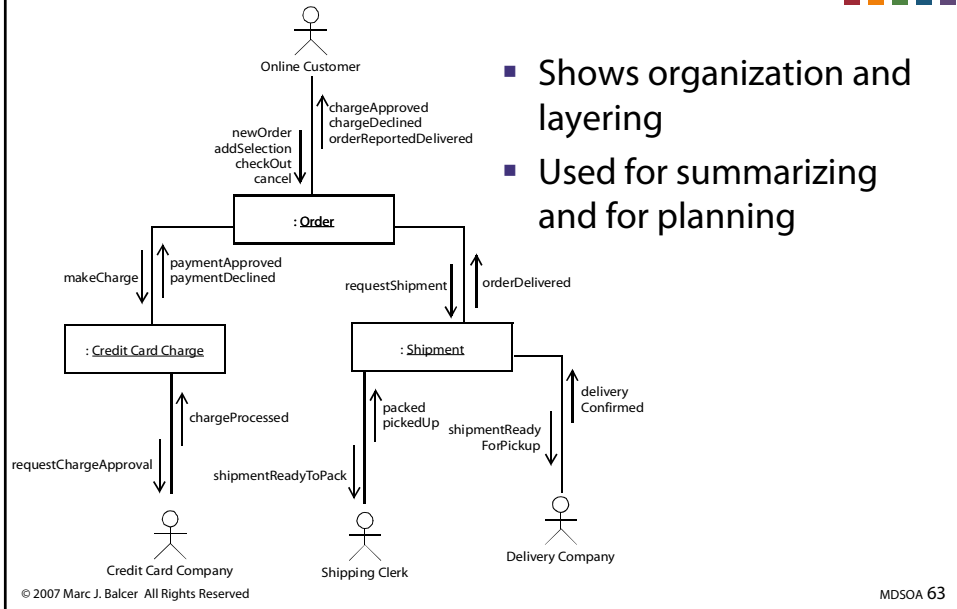 Online Customer
chargeApproved
chargeDeclined
orderReportedDelivered
newOrder
addSelection
checkOut
cancel
: Order
makeCharge
paymentApproved
paymentDeclined
requestShipment
orderDelivered
: Credit Card Charge
: Shipment
chargeProcessed
requestChargeApproval
packed
pickedUp
shipmentReadyToPack
shipmentReady
ForPickup
delivery
Confirmed
Credit Card Company
Shipping Clerk
Delivery Company
▪ Shows organization and
layering
▪ Used for summarizing
and for planning
© 2007 Marc J. Balcer All Rights Reserved
MDSOA 63